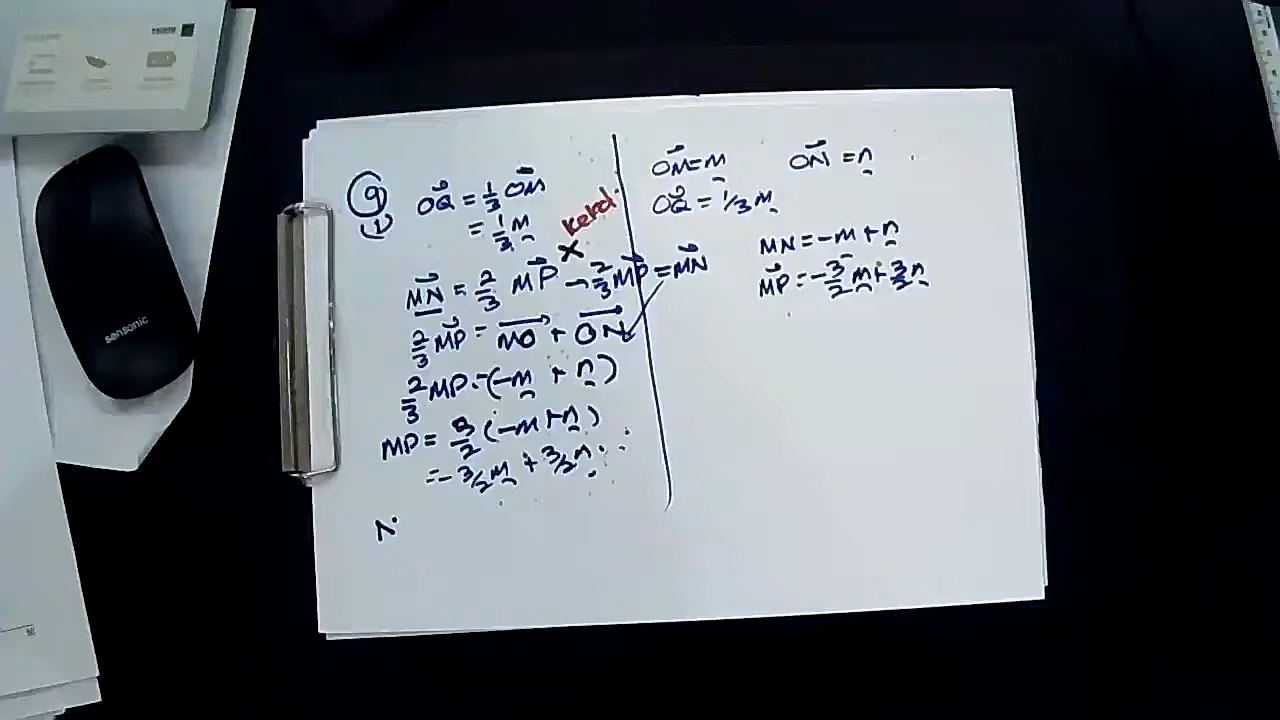 9
i)
OQ = 1/3 OM
= 1/3 m
MN = 2/3 MP → 2/3 MP = MN
2/3 MP = MO + ON
2/3 MP = (-m + n)
MP = 3/2 (-m + n)
= -3/2 m + 3/2 n
N
OM = m ON = n
OQ = 1/3 m
MN = -m + n
MP = -3/2 m + 3/2 n
sensonic